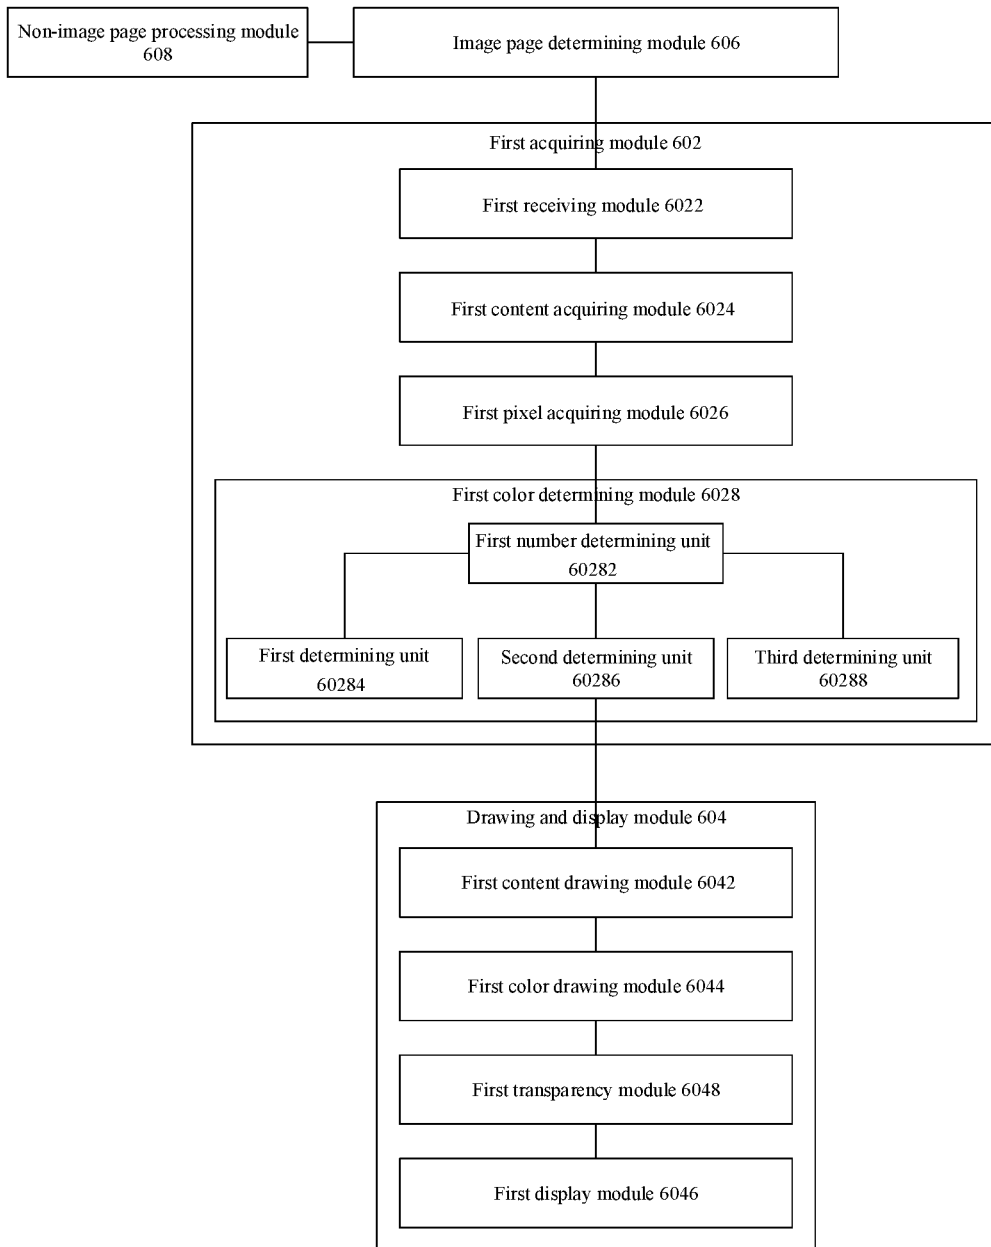 Non-image page processing module
608
Image page determining module 606
First acquiring module 602
First receiving module 6022
First content acquiring module 6024
First pixel acquiring module 6026
First color determining module 6028
First number determining unit
60282
First determining unit
60284
Second determining unit
60286
Third determining unit
60288
Drawing and display module 604
First content drawing module 6042
First color drawing module 6044
First transparency module 6048
First display module 6046